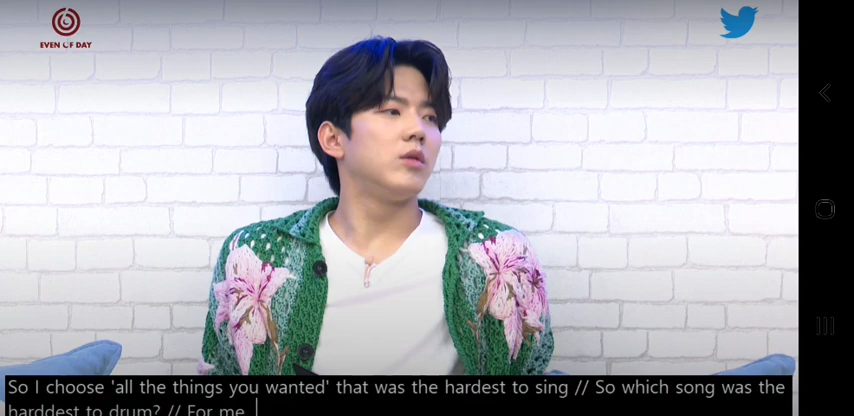 EVEN OF DAY
So I choose 'all the things you wanted' that was the hardest to sing // So which song was the
harddest to drum? // For me